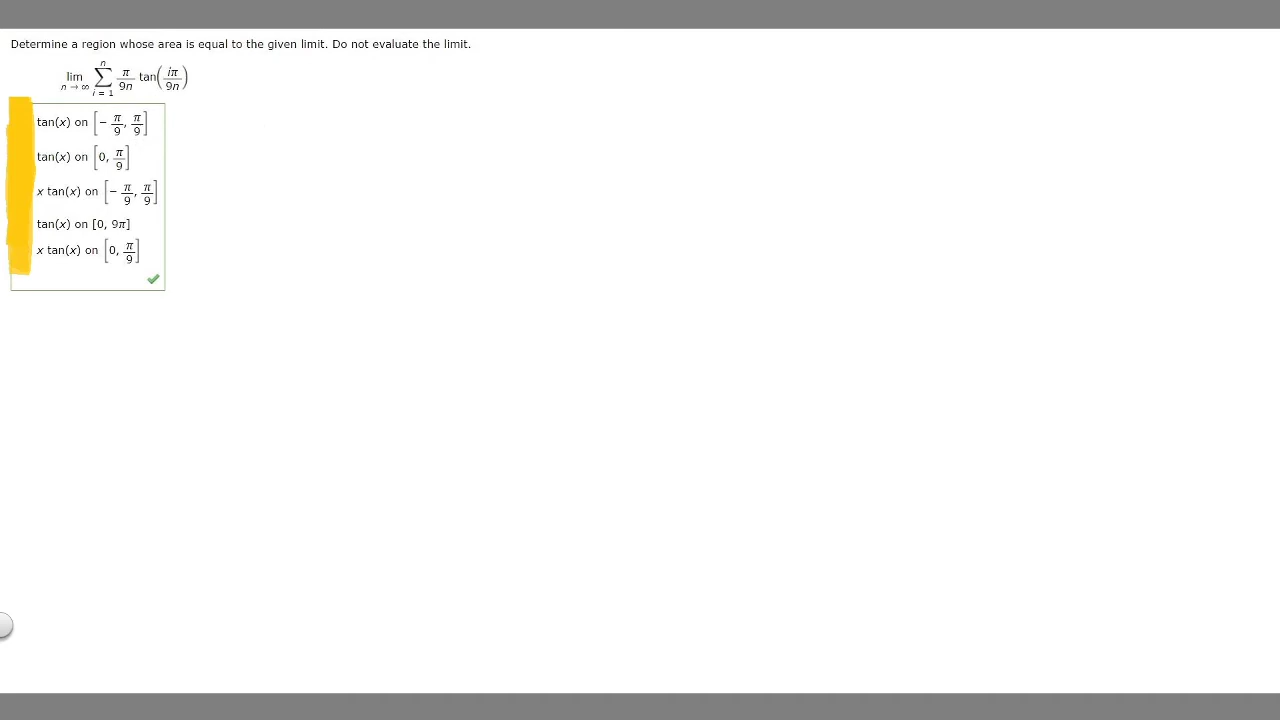 Determine a region whose area is equal to the given limit. Do not evaluate the limit.
lim n → ∞ n ∑ i = 1 π/9n tan(iπ/9n)
tan(x) on [− π/9, π/9]
tan(x) on [0, π/9]
x tan(x) on [− π/9, π/9]
tan(x) on [0, 9π]
x tan(x) on [0, π/9]